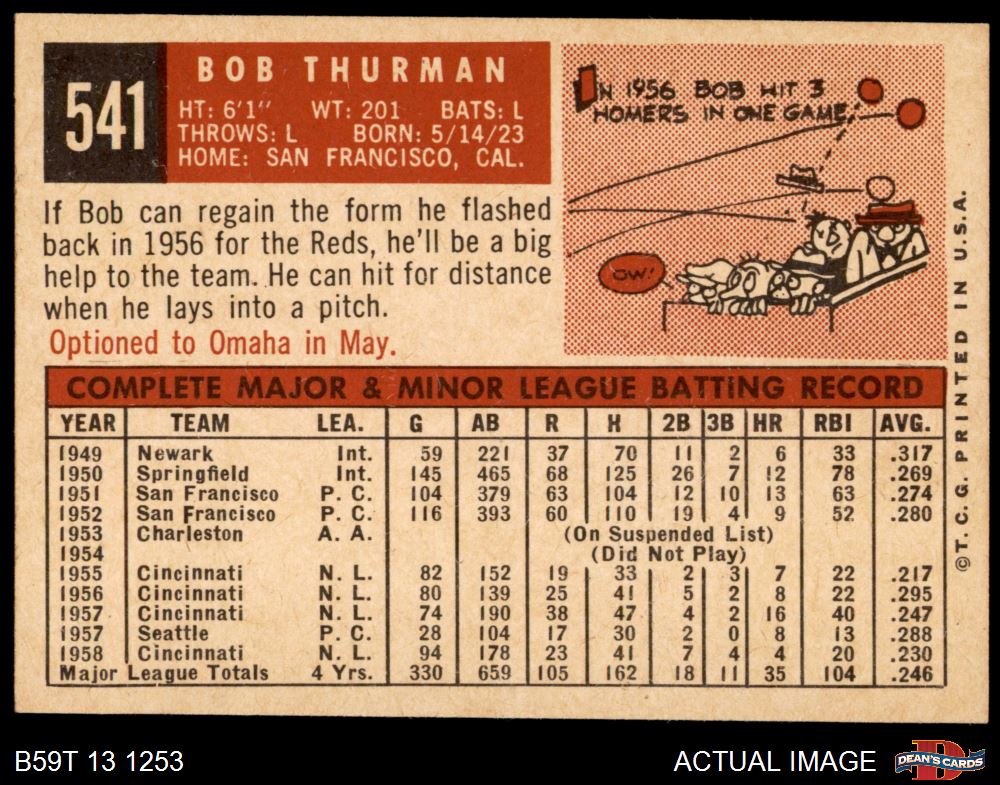 541
BOB THURMAN
HT: 6'1" WT: 201 BATS: L
THROWS: L BORN: 5/14/23
HOME: SAN FRANCISCO, CAL.
If Bob can regain the form he flashed
back in 1956 for the Reds, he'll be a big
help to the team. He can hit for distance
when he lays into a pitch.
Optioned to Omaha in May.
IN 1956 BOB HIT 3
HOMERS IN ONE GAME!
OW!
COMPLETE MAJOR & MINOR LEAGUE BATTING RECORD
YEAR TEAM LEA. G AB R H 2B 3B HR RBI AVG.
1949 Newark Int. 59 221 37 70 11 2 6 33 .317
1950 Springfield Int. 145 465 68 125 26 7 12 78 .269
1951 San Francisco P. C. 104 379 63 104 12 10 13 63 .274
1952 San Francisco P. C. 116 393 60 110 19 4 9 52 .280
1953 Charleston A. A. (On Suspended List)
1954 (Did Not Play)
1955 Cincinnati N. L. 82 152 19 33 2 3 7 22 .217
1956 Cincinnati N. L. 80 139 25 41 5 2 8 22 .295
1957 Cincinnati N. L. 74 190 38 47 4 2 16 40 .247
1957 Seattle P. C. 28 104 17 30 2 0 8 13 .288
1958 Cincinnati N. L. 94 178 23 41 7 4 4 20 .230
Major League Totals 4 Yrs. 330 659 105 162 18 11 35 104 .246
©T. C. G. PRINTED IN U.S.A.
B59T 13 1253
ACTUAL IMAGE
DEAN'S CARDS